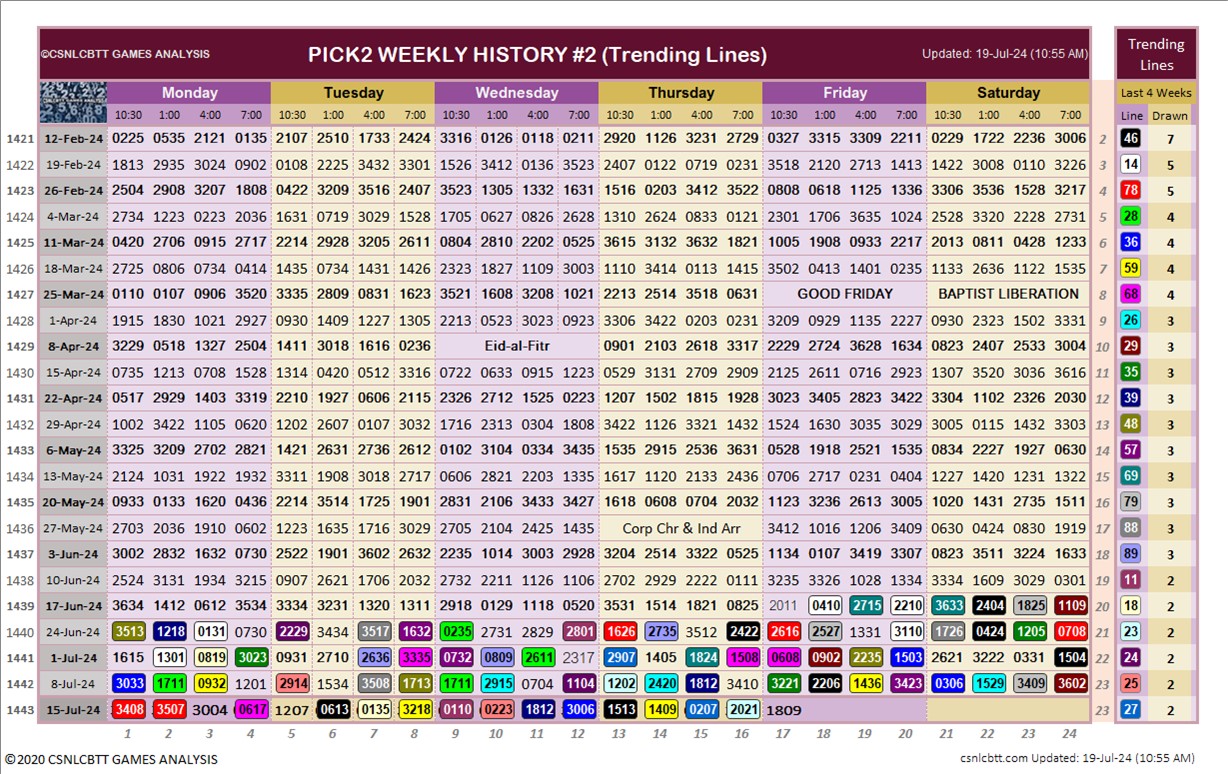 ©CSNLCBTT GAMES ANALYSIS PICK2 WEEKLY HISTORY #2 (Trending Lines) Updated: 19-Jul-24 (10:55 AM) Trending Lines
Monday Tuesday Wednesday Thursday Friday Saturday Last 4 Weeks
10:30 1:00 4:00 7:00 10:30 1:00 4:00 7:00 10:30 1:00 4:00 7:00 10:30 1:00 4:00 7:00 10:30 1:00 4:00 7:00 10:30 1:00 4:00 7:00 Line Drawn
1421 12-Feb-24 0225 0535 2121 0135 2107 2510 1733 2424 3316 0126 0118 0211 2920 1126 3231 2729 0327 3315 3309 2211 0229 1722 2236 3006 2 46 7
1422 19-Feb-24 1813 2935 3024 0902 0108 2225 3432 3301 1526 3412 0136 3523 2407 0122 0719 0231 3518 2120 2713 1413 1422 3008 0110 3226 3 14 5
1423 26-Feb-24 2504 2908 3207 1808 0422 3209 3516 2407 3523 1305 1332 1631 1516 0203 3412 3522 0808 0618 1125 1336 3306 3536 1528 3217 4 78 5
1424 4-Mar-24 2734 1223 0223 2036 1631 0719 3029 1528 1705 0627 0826 2628 1310 2624 0833 0121 2301 1706 3635 1024 2528 3320 2228 2731 5 28 4
1425 11-Mar-24 0420 2706 0915 2717 2214 2928 3205 2611 0804 2810 2202 0525 3615 3132 3632 1821 1005 1908 0933 2217 2013 0811 0428 1233 6 36 4
1426 18-Mar-24 2725 0806 0734 0414 1435 0734 1431 1426 2323 1827 1109 3003 1110 3414 0113 1415 3502 0413 1401 0235 1133 2636 1122 1535 7 59 4
1427 25-Mar-24 0110 0107 0906 3520 3335 2809 0831 1623 3521 1608 3208 1021 2213 2514 3518 0631 GOOD FRIDAY BAPTIST LIBERATION 8 68 4
1428 1-Apr-24 1915 1830 1021 2927 0930 1409 1227 1305 2213 0523 3023 0923 3306 3422 0103 0231 3209 0929 1135 2227 0930 2323 1502 3331 9 26 3
1429 8-Apr-24 3229 0518 1327 2504 1411 3018 1616 0236 Eid-al-Fitr 0901 2103 2618 3317 2229 2724 3628 1634 0823 2407 2533 3004 10 29 3
1430 15-Apr-24 0735 1213 0708 1528 1314 0420 0512 3316 0722 0633 0915 1223 0529 3131 2709 2909 2125 2611 0716 2923 1307 3520 3036 3616 11 35 3
1431 22-Apr-24 0517 2929 1403 3319 2210 1927 0606 2115 2326 2712 1525 0223 1207 1502 1815 1928 3023 3405 2823 3422 3304 1102 2326 2030 12 39 3
1432 29-Apr-24 1002 3422 1105 0620 1202 2607 0107 3032 1716 2313 0304 1808 3422 1126 3321 1432 1524 1630 3035 3029 3005 0115 1432 3303 13 48 3
1433 6-May-24 3325 3209 2702 2821 1421 2631 2736 2612 0102 3104 0334 3435 1535 2915 2536 3631 0528 1918 2521 1535 0834 2227 1927 0630 14 57 3
1434 13-May-24 2124 1031 1922 1932 3311 1908 3018 2711 0606 2821 2203 1335 1617 1120 2133 2436 0706 2717 0231 0404 1227 1420 1231 1322 15 69 3
1435 20-May-24 0933 0133 1620 0436 2214 3514 1725 1901 2831 2106 3433 3427 1618 0608 0704 2032 1123 3236 2613 3005 1020 1431 2735 1511 16 79 3
1436 27-May-24 2703 2036 1910 0602 1223 1635 1716 3029 2705 2104 2425 1435 Corp Chr & Ind Arr 3412 1016 1206 3409 0630 0424 0830 1919 17 88 3
1437 3-Jun-24 3002 2832 1632 0730 2522 1901 3602 2632 2235 1014 3003 2928 3204 2514 3322 0525 1134 0107 3419 3307 0823 3511 3224 1633 18 89 3
1438 10-Jun-24 2524 3131 1934 3215 0907 2621 1706 2032 2732 2211 1126 1106 2702 2929 2222 0111 3235 3326 1028 1334 3334 1609 3029 0301 19 11 2
1439 17-Jun-24 3634 1412 0612 3534 3334 3231 1320 1311 2918 0129 1118 0520 3531 1514 1821 0825 2011 0410 2715 2210 3633 2404 1825 1109 20 18 2
1440 24-Jun-24 3513 1218 0131 0730 2229 3434 3517 1632 0235 2731 2829 2801 1626 2735 3512 2422 2616 2527 1331 3110 1726 0424 1205 0708 21 23 2
1441 1-Jul-24 1615 1301 0819 3023 0931 2710 2636 3335 0732 0809 2611 2317 2907 1405 1824 1508 0608 0902 2235 1503 2621 3222 0331 1504 22 24 2
1442 8-Jul-24 3033 1711 0932 1201 2914 1534 3508 1713 1711 2915 0704 1104 1202 2420 1812 3410 3221 2206 1436 3423 0306 1529 3409 3602 23 25 2
1443 15-Jul-24 3408 3507 3004 0617 1207 0613 0135 3218 0110 0223 1812 3006 1513 1409 0207 2021 1809 23 27 2
1 2 3 4 5 6 7 8 9 10 11 12 13 14 15 16 17 18 19 20 21 22 23 24
©2020 CSNLCBTT GAMES ANALYSIS csnlcbtt.com Updated: 19-Jul-24 (10:55 AM)